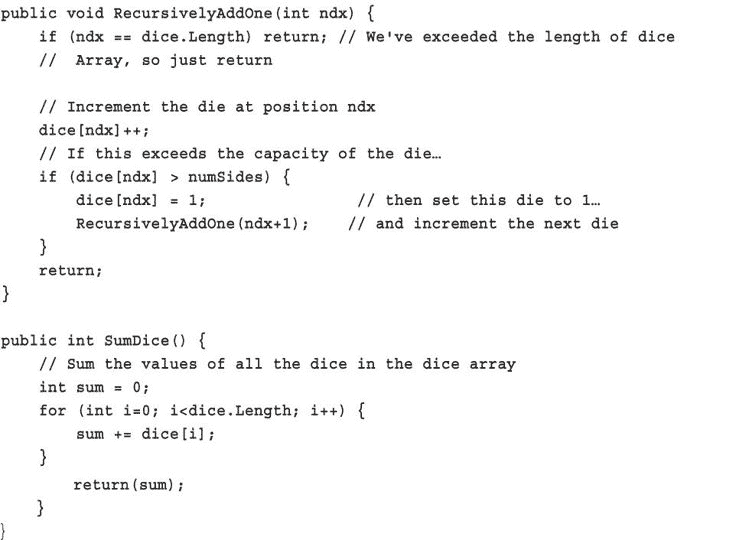 public void RecursivelyAddOne(int ndx) {
    if (ndx == dice.Length) return; // We've exceeded the length of dice
    //  Array, so just return

    // Increment the die at position ndx
    dice[ndx]++;
    // If this exceeds the capacity of the die…
    if (dice[ndx] > numSides) {
        dice[ndx] = 1;                // then set this die to 1…
        RecursivelyAddOne(ndx+1);    // and increment the next die
    }
    return;
}

public int SumDice() {
    // Sum the values of all the dice in the dice array
    int sum = 0;
    for (int i=0; i<dice.Length; i++) {
        sum += dice[i];
    }
        return(sum);
    }
}